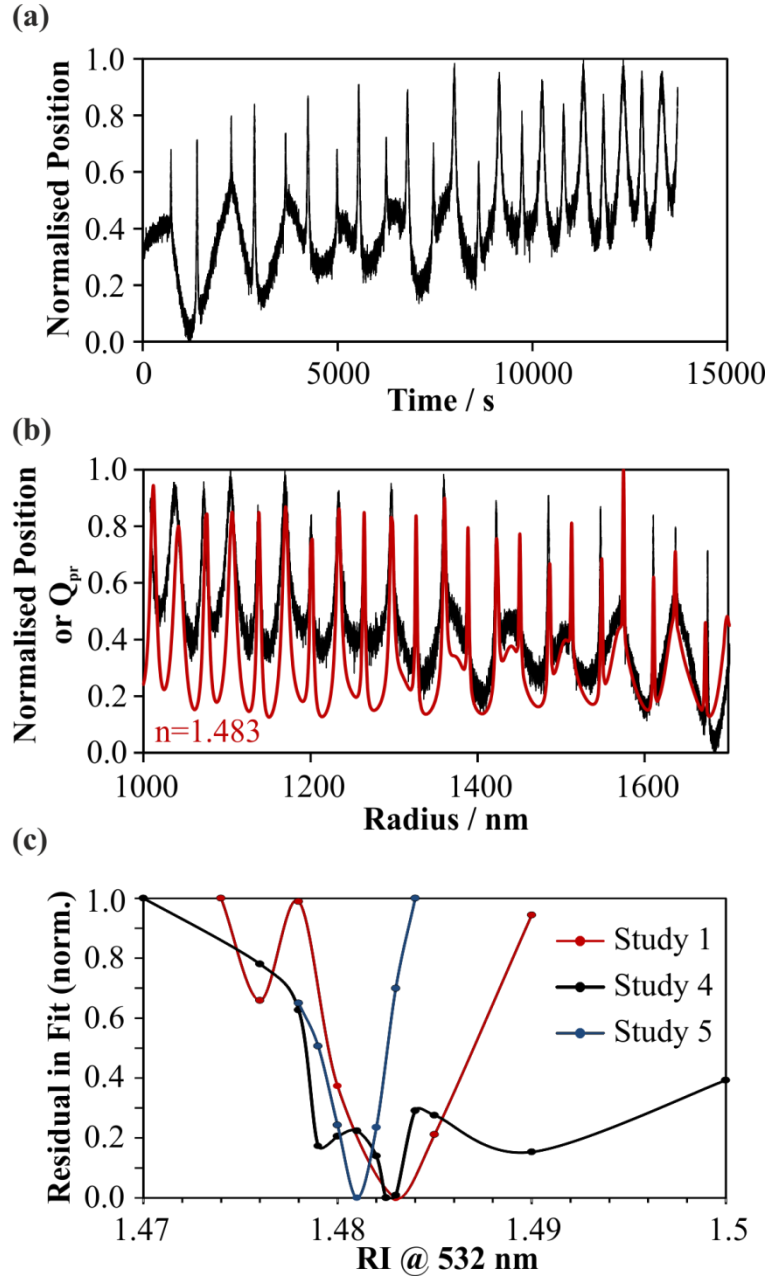 (a)
1.0
0.8
0.6
0.4
0.2
0.0
Normalised Position
0 5000 10000 15000
Time / s
(b)
1.0
0.8
0.6
0.4
0.2
0.0
Normalised Position
or Qpr
n=1.483
1000 1200 1400 1600
Radius / nm
(c)
1.0
0.8
0.6
0.4
0.2
0.0
Residual in Fit (norm.)
Study 1
Study 4
Study 5
1.47 1.48 1.49 1.5
RI @ 532 nm